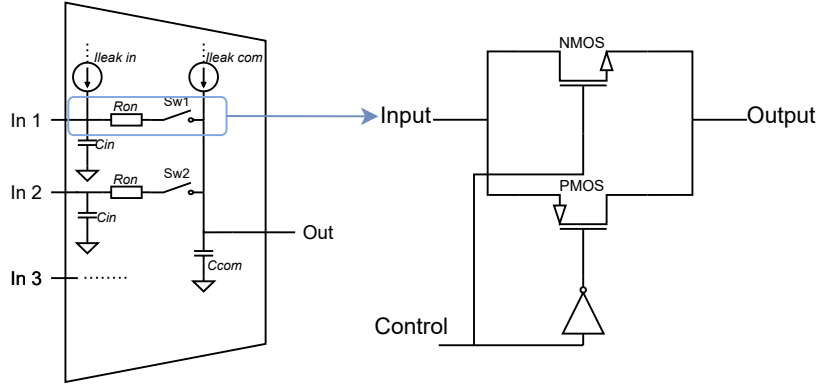 Ileak in
Ileak com
Ron
Sw1
In 1
Cin
Ron
Sw2
In 2
Cin
Out
Ccom
In 3
NMOS
Input
Output
PMOS
Control